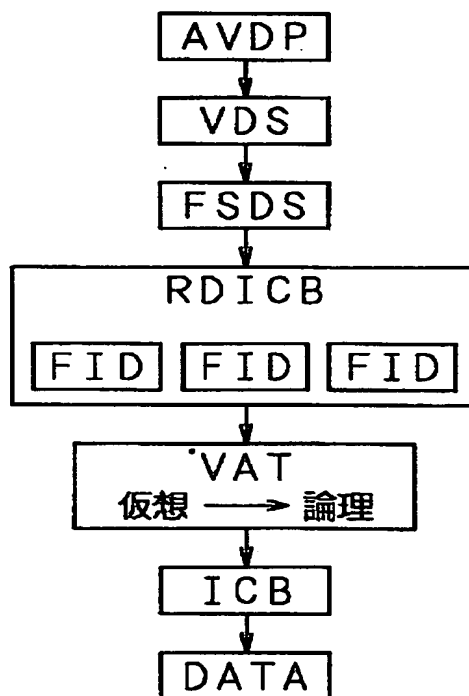 AVDP
VDS
FSDS
RDICB
FID FID FID
VAT
仮想 → 論理
ICB
DATA